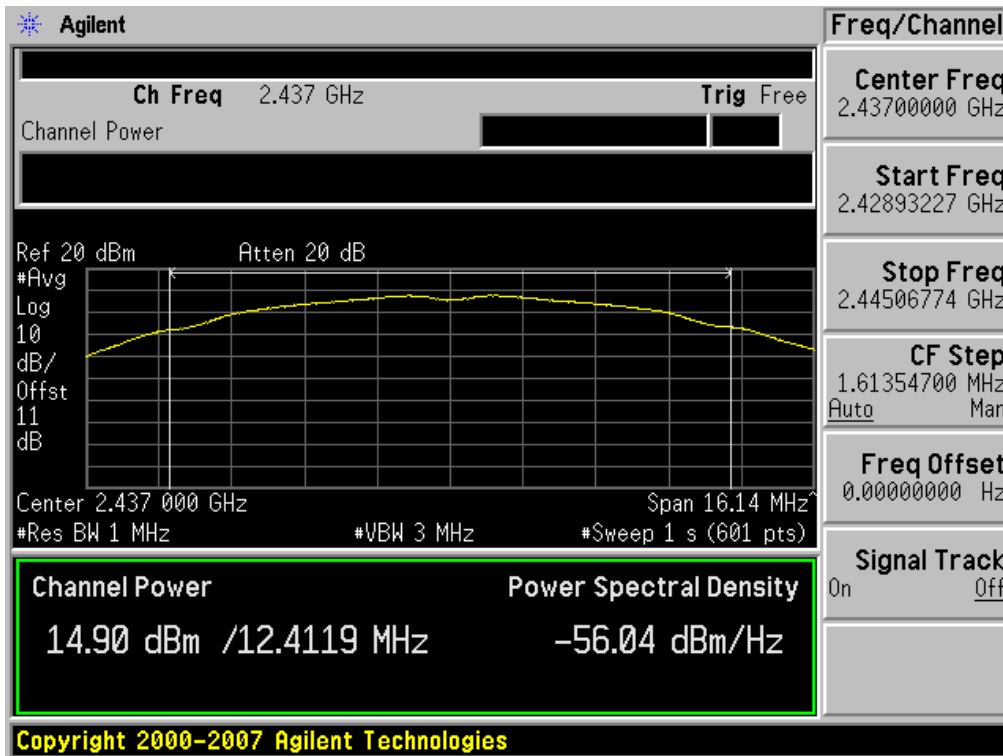 Agilent
Freq/Channel
Ch Freq 2.437 GHz Trig Free
Channel Power
Center Freq
2.43700000 GHz
Start Freq
2.42893227 GHz
Stop Freq
2.44506774 GHz
CF Step
1.61354700 MHz
Auto Man
Freq Offset
0.00000000 Hz
Signal Track
On Off
Ref 20 dBm Atten 20 dB
#Avg
Log
10
dB/
Offst
11
dB
Center 2.437 000 GHz Span 16.14 MHz^
#Res BW 1 MHz #VBW 3 MHz #Sweep 1 s (601 pts)
Channel Power Power Spectral Density
14.90 dBm /12.4119 MHz -56.04 dBm/Hz
Copyright 2000-2007 Agilent Technologies